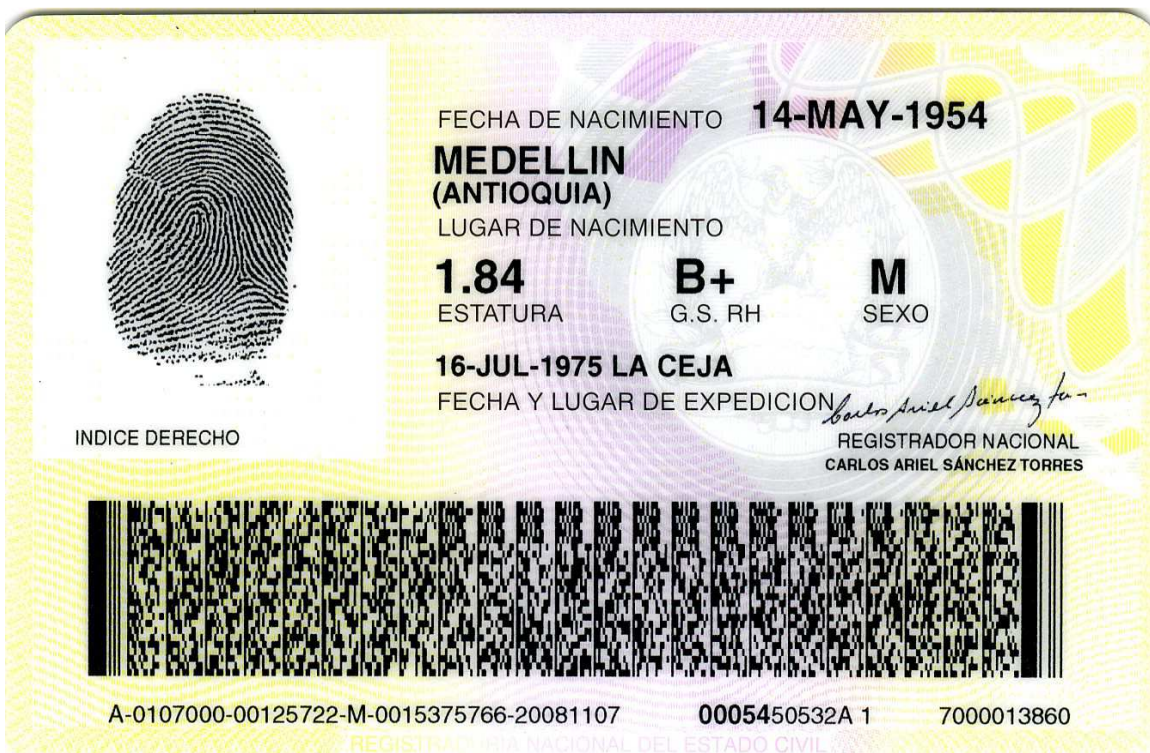 FECHA DE NACIMIENTO 14-MAY-1954
MEDELLIN
(ANTIOQUIA)
LUGAR DE NACIMIENTO
1.84 B+ M
ESTATURA G.S. RH SEXO
16-JUL-1975 LA CEJA
FECHA Y LUGAR DE EXPEDICION
INDICE DERECHO
REGISTRADOR NACIONAL
CARLOS ARIEL SÁNCHEZ TORRES
A-0107000-00125722-M-0015375766-20081107 0005450532A 1 7000013860
REGISTRADURIA NACIONAL DEL ESTADO CIVIL